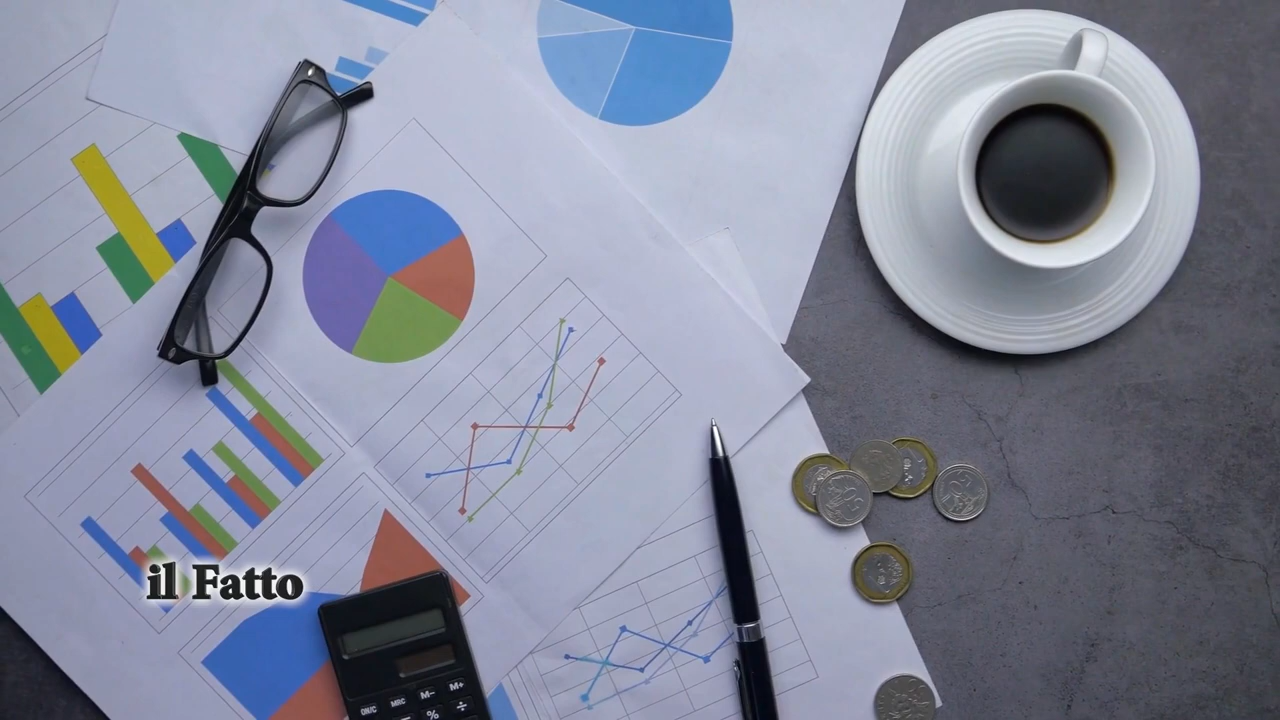 il Fatto
ON/C MRC M- M+
% ÷